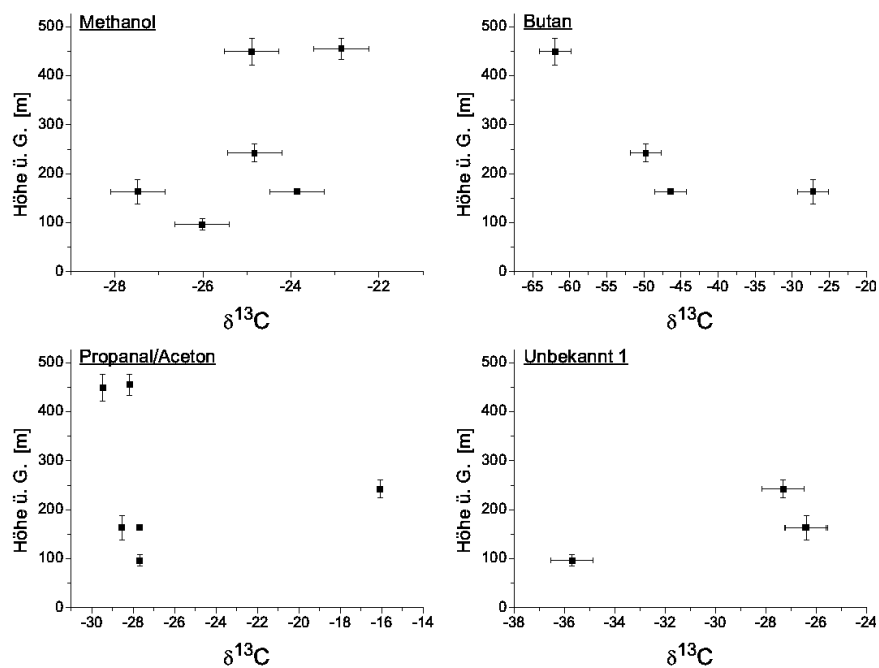 Methanol
500
400
300
200
100
0
Höhe ü. G. [m]
-28 -26 -24 -22
δ13C
Butan
500
400
300
200
100
0
Höhe ü. G. [m]
-65 -60 -55 -50 -45 -40 -35 -30 -25 -20
δ13C
Propanal/Aceton
500
400
300
200
100
0
Höhe ü. G. [m]
-30 -28 -26 -24 -22 -20 -18 -16 -14
δ13C
Unbekannt 1
500
400
300
200
100
0
Höhe ü. G. [m]
-38 -36 -34 -32 -30 -28 -26 -24
δ13C